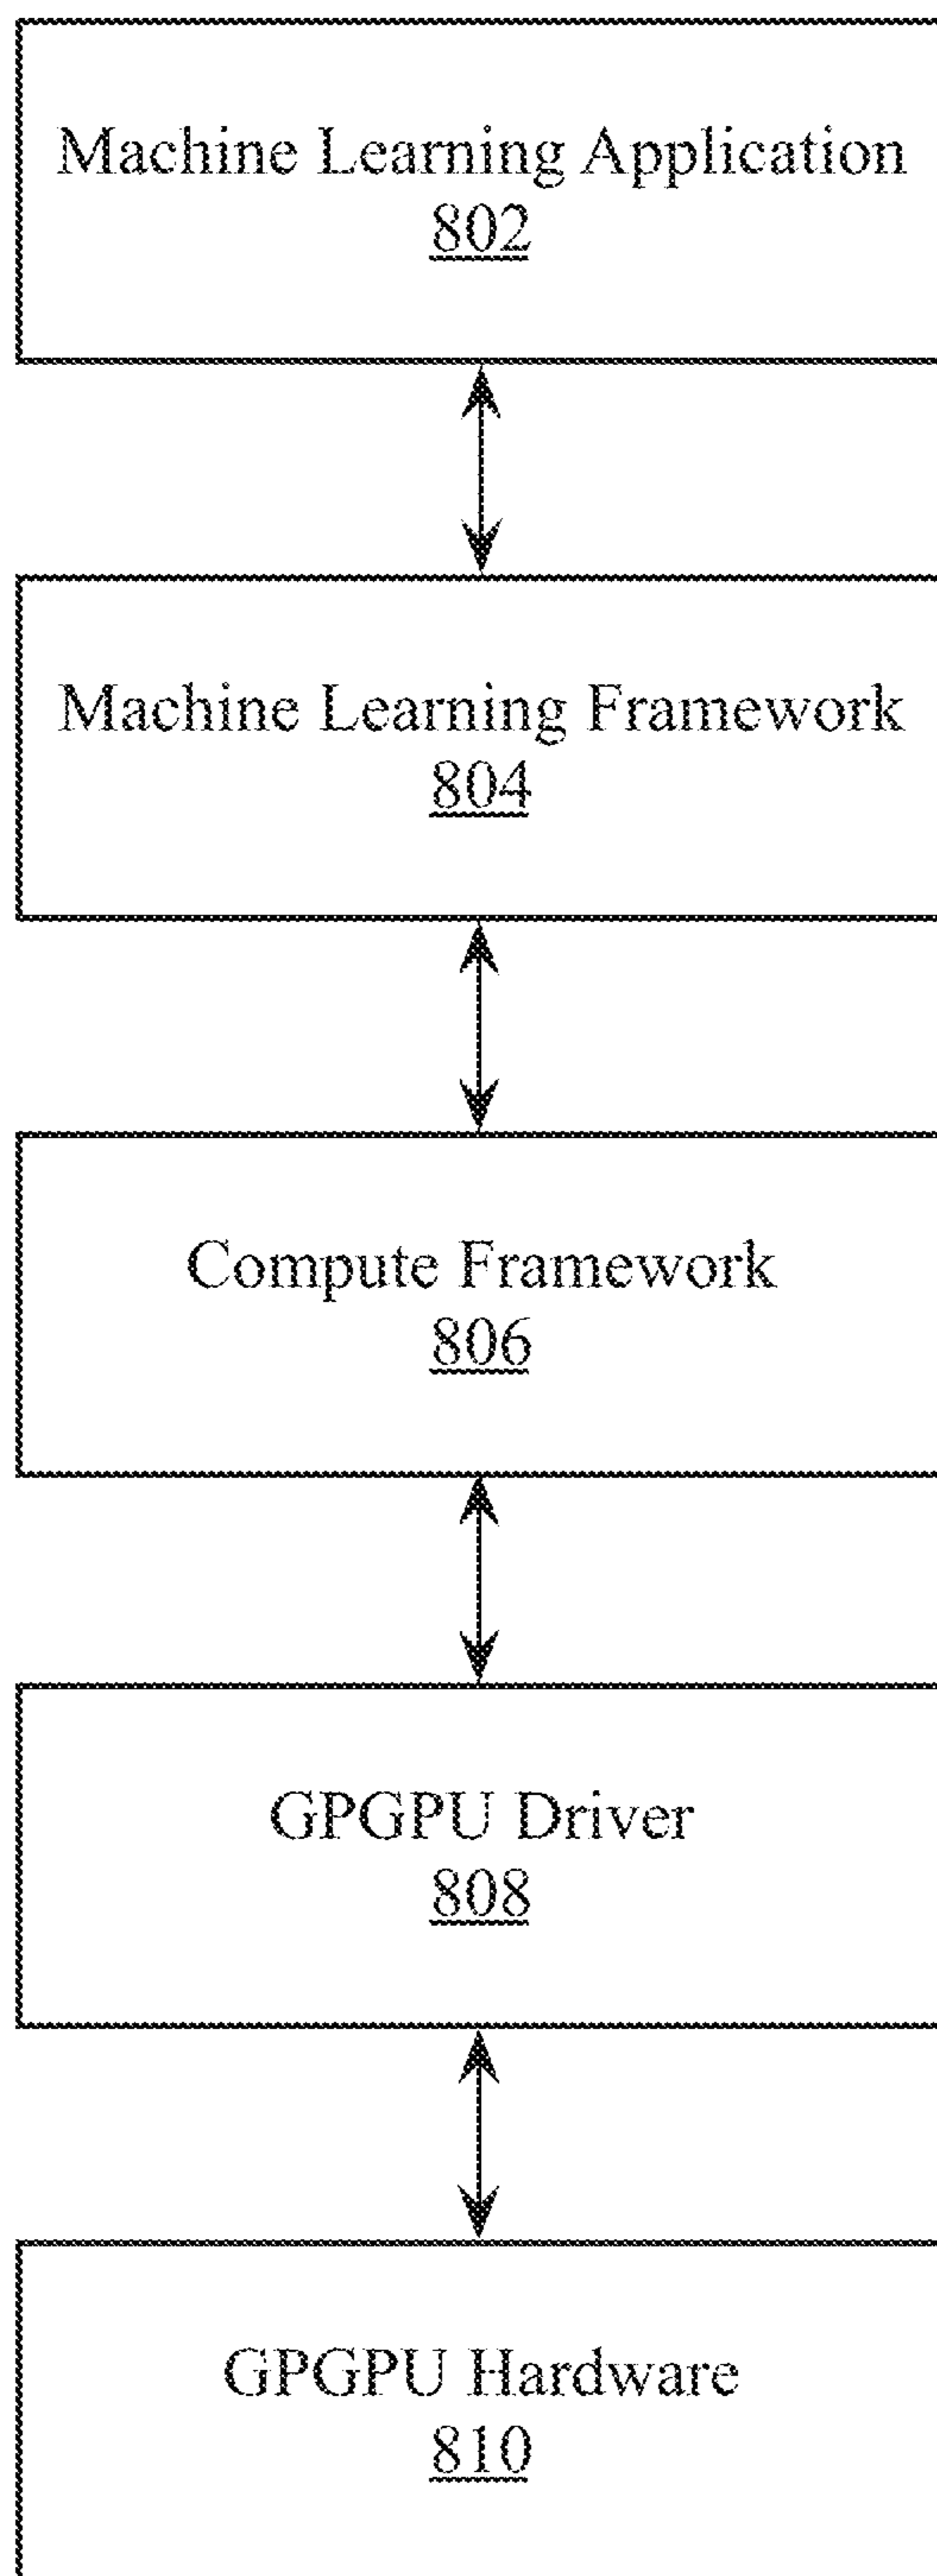 Machine Learning Application
802
Machine Learning Framework
804
Compute Framework
806
GPGPU Driver
808
GPGPU Hardware
810